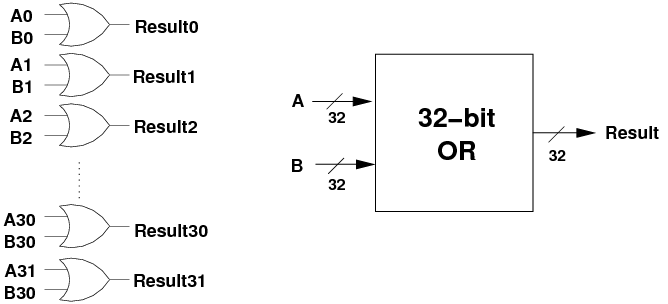 A0
B0
Result0
A1
B1
Result1
A2
B2
Result2
A30
B30
Result30
A31
B30
Result31
A
32
B
32
32−bit
OR
32
Result